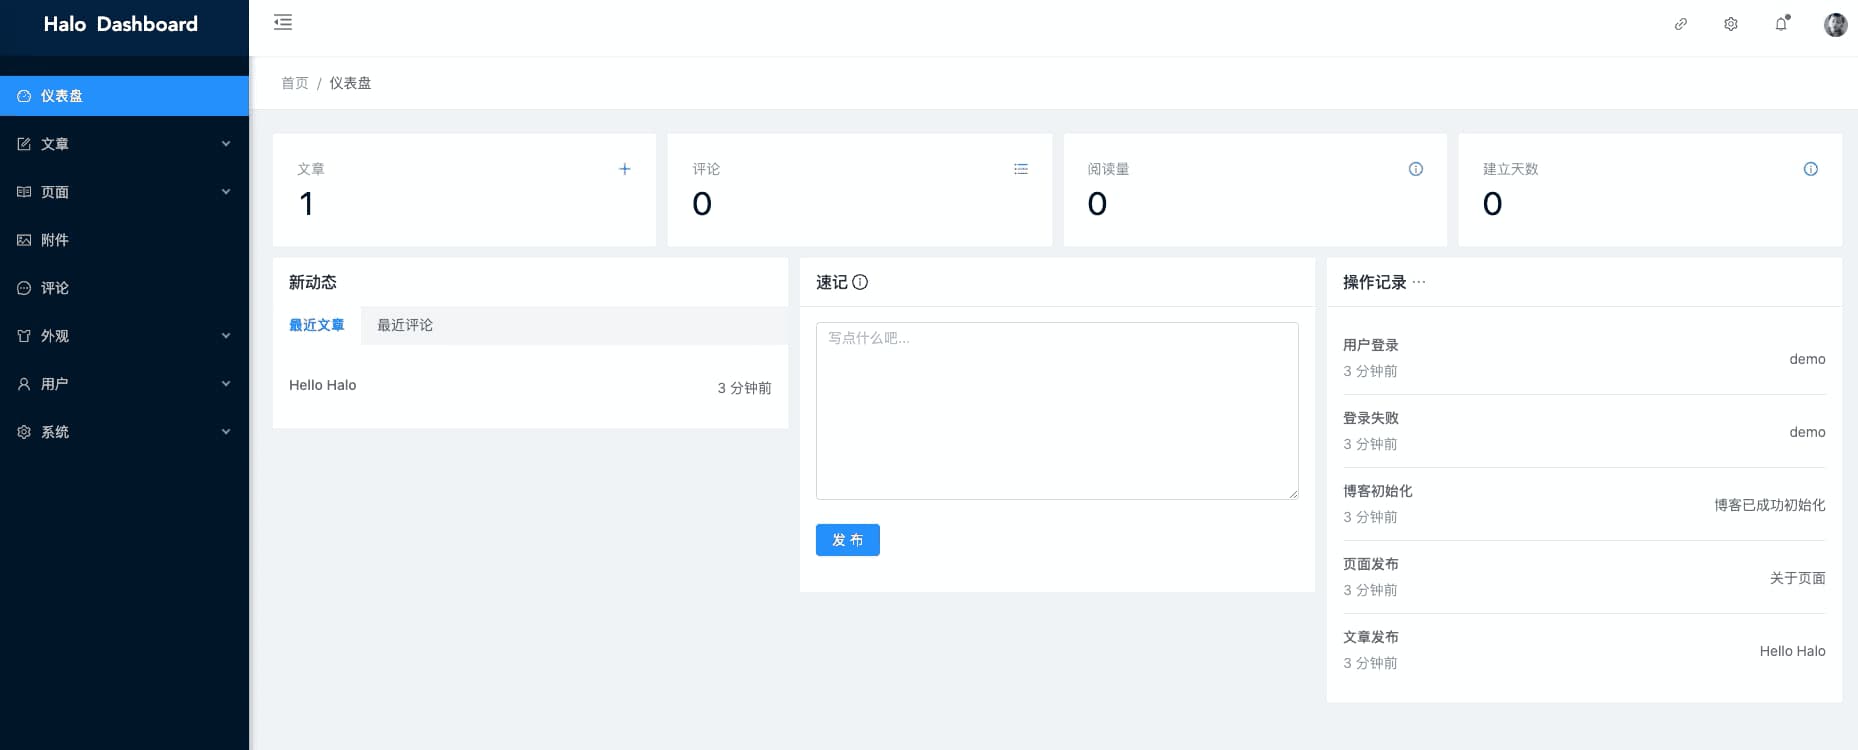 Halo Dashboard
仪表盘
文章
页面
附件
评论
外观
用户
系统
首页 / 仪表盘
文章
1
评论
0
阅读量
0
建立天数
0
新动态
最近文章
最近评论
Hello Halo
3 分钟前
速记
写点什么吧...
发 布
操作记录 ···
用户登录
3 分钟前
demo
登录失败
3 分钟前
demo
博客初始化
3 分钟前
博客已成功初始化
页面发布
3 分钟前
关于页面
文章发布
3 分钟前
Hello Halo